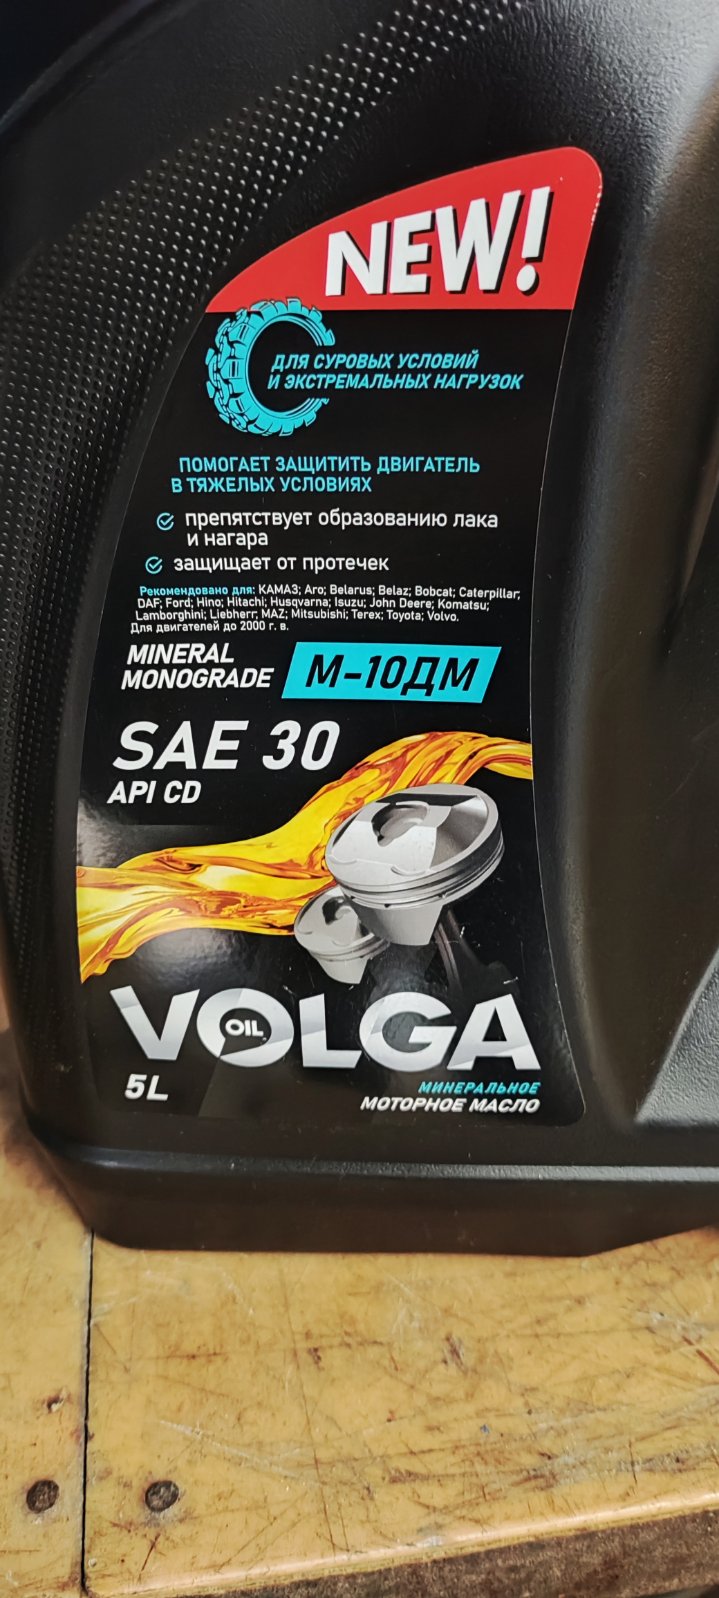 NEW!
ДЛЯ СУРОВЫХ УСЛОВИЙ
И ЭКСТРЕМАЛЬНЫХ НАГРУЗОК
ПОМОГАЕТ ЗАЩИТИТЬ ДВИГАТЕЛЬ
В ТЯЖЕЛЫХ УСЛОВИЯХ
препятствует образованию лака
и нагара
защищает от протечек
Рекомендовано для: КАМАЗ; Aro; Belarus; Belaz; Bobcat; Caterpillar;
DAF; Ford; Hino; Hitachi; Husqvarna; Isuzu; John Deere; Komatsu;
Lamborghini; Liebherr; MAZ; Mitsubishi; Terex; Toyota; Volvo.
Для двигателей до 2000 г. в.
MINERAL
MONOGRADE
М-10ДМ
SAE 30
API CD
VOLGA
OIL
5L
МИНЕРАЛЬНОЕ
МОТОРНОЕ МАСЛО